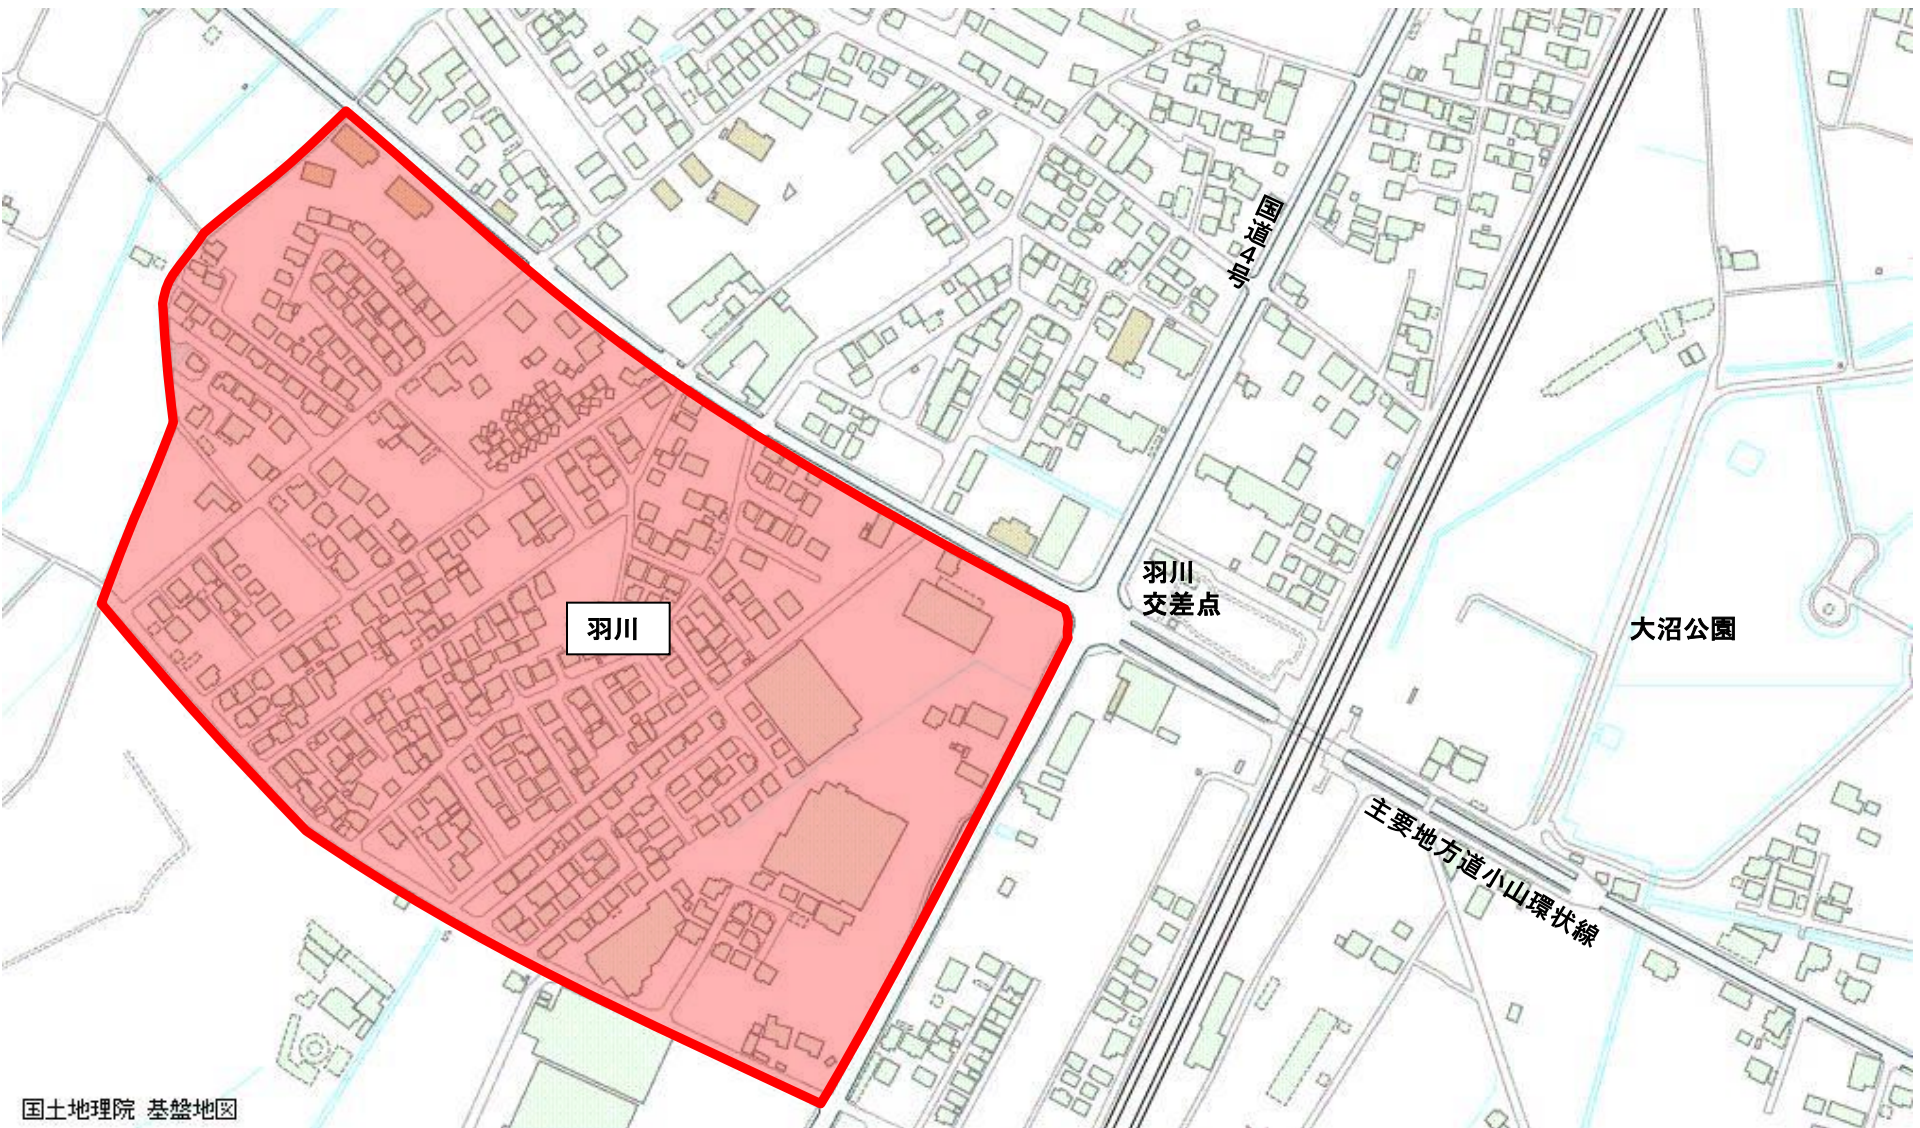 国道4号
羽川
交差点
羽川
大沼公園
主要地方道小山環状線
国土地理院 基盤地図